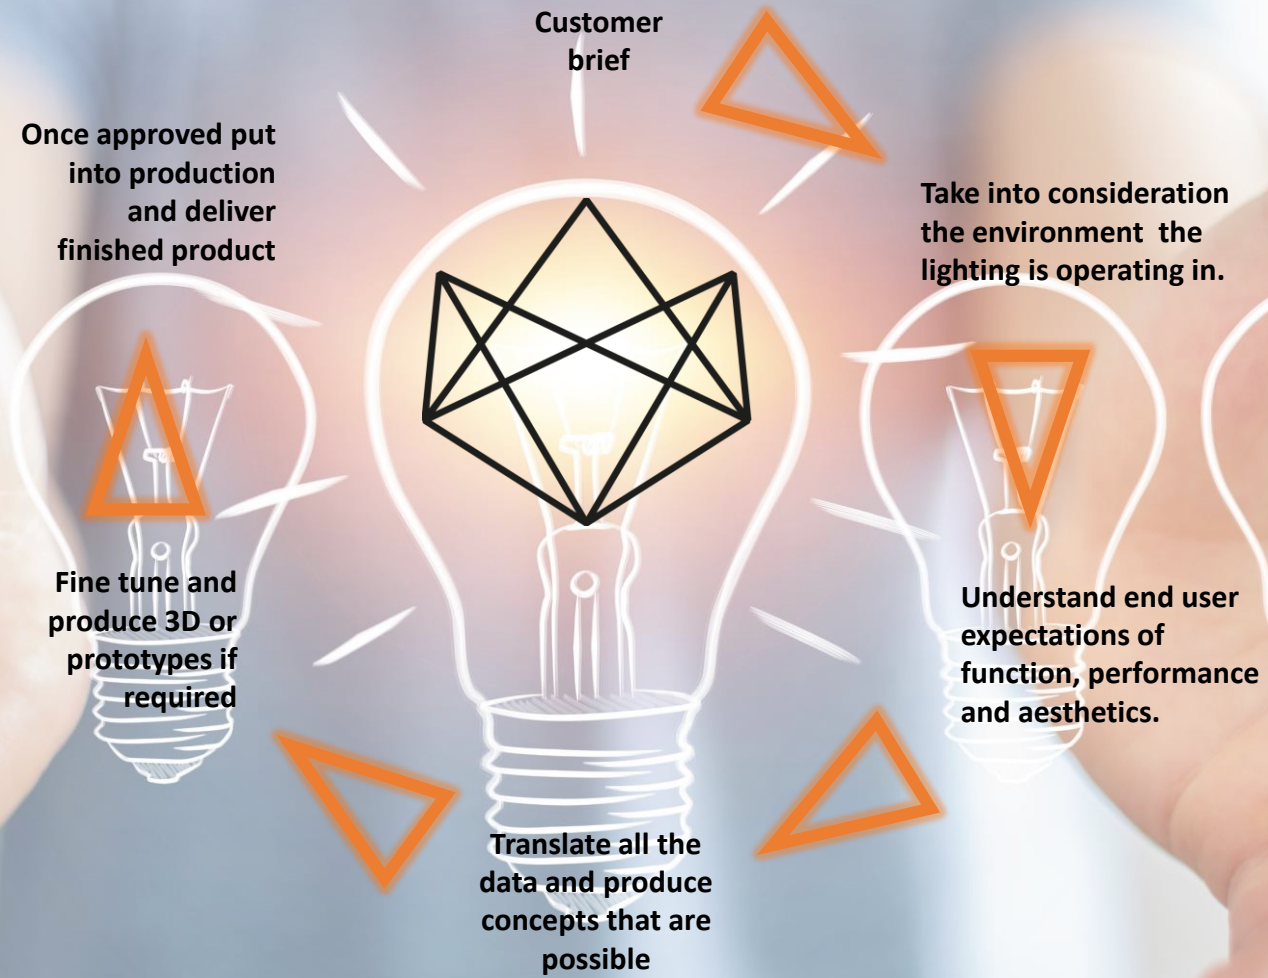 Customer
brief
Take into consideration
the environment  the
lighting is operating in.
Understand end user
expectations of
function, performance
and aesthetics.
Translate all the
data and produce
concepts that are
possible
Fine tune and
produce 3D or
prototypes if
required
Once approved put
into production
and deliver
finished product